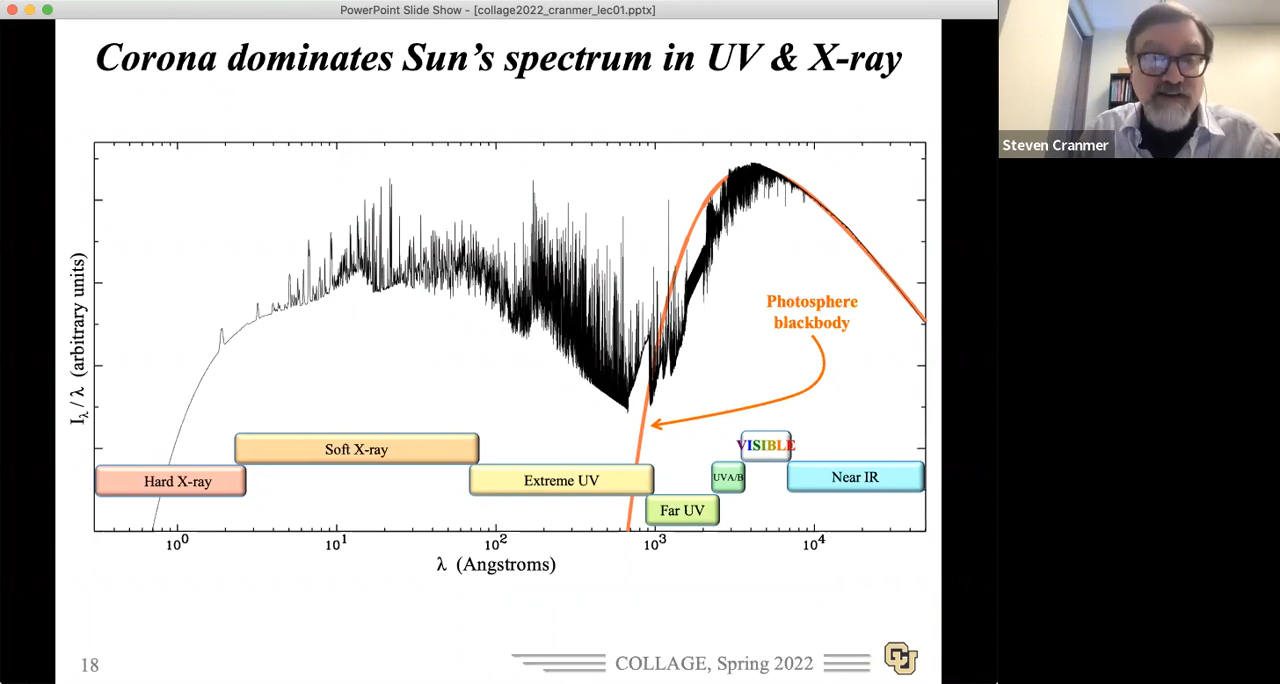 PowerPoint Slide Show - [collage2022_cranmer_lec01.pptx]
Corona dominates Sun's spectrum in UV & X-ray
Steven Cranmer
I_λ / λ (arbitrary units)
Photosphere
blackbody
VISIBLE
Soft X-ray
Hard X-ray
Extreme UV
UVA/B
Near IR
Far UV
10⁰ 10¹ 10² 10³ 10⁴
λ (Angstroms)
18
COLLAGE, Spring 2022
CU